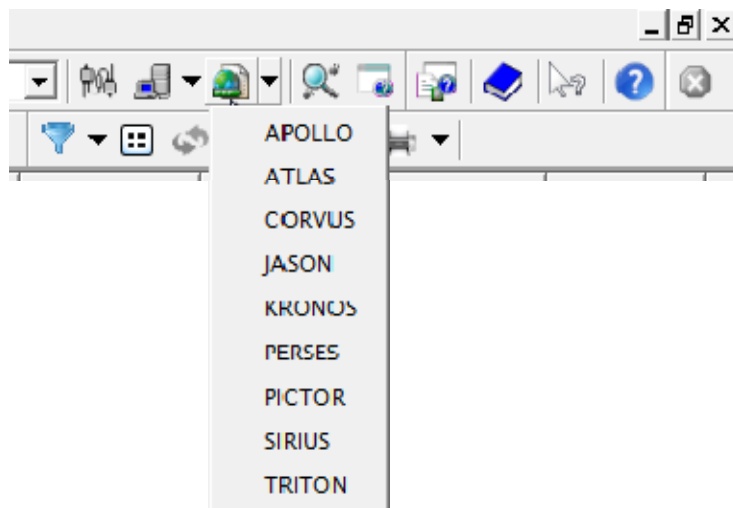 APOLLO
ATLAS
CORVUS
JASON
KRONOS
PERSES
PICTOR
SIRIUS
TRITON